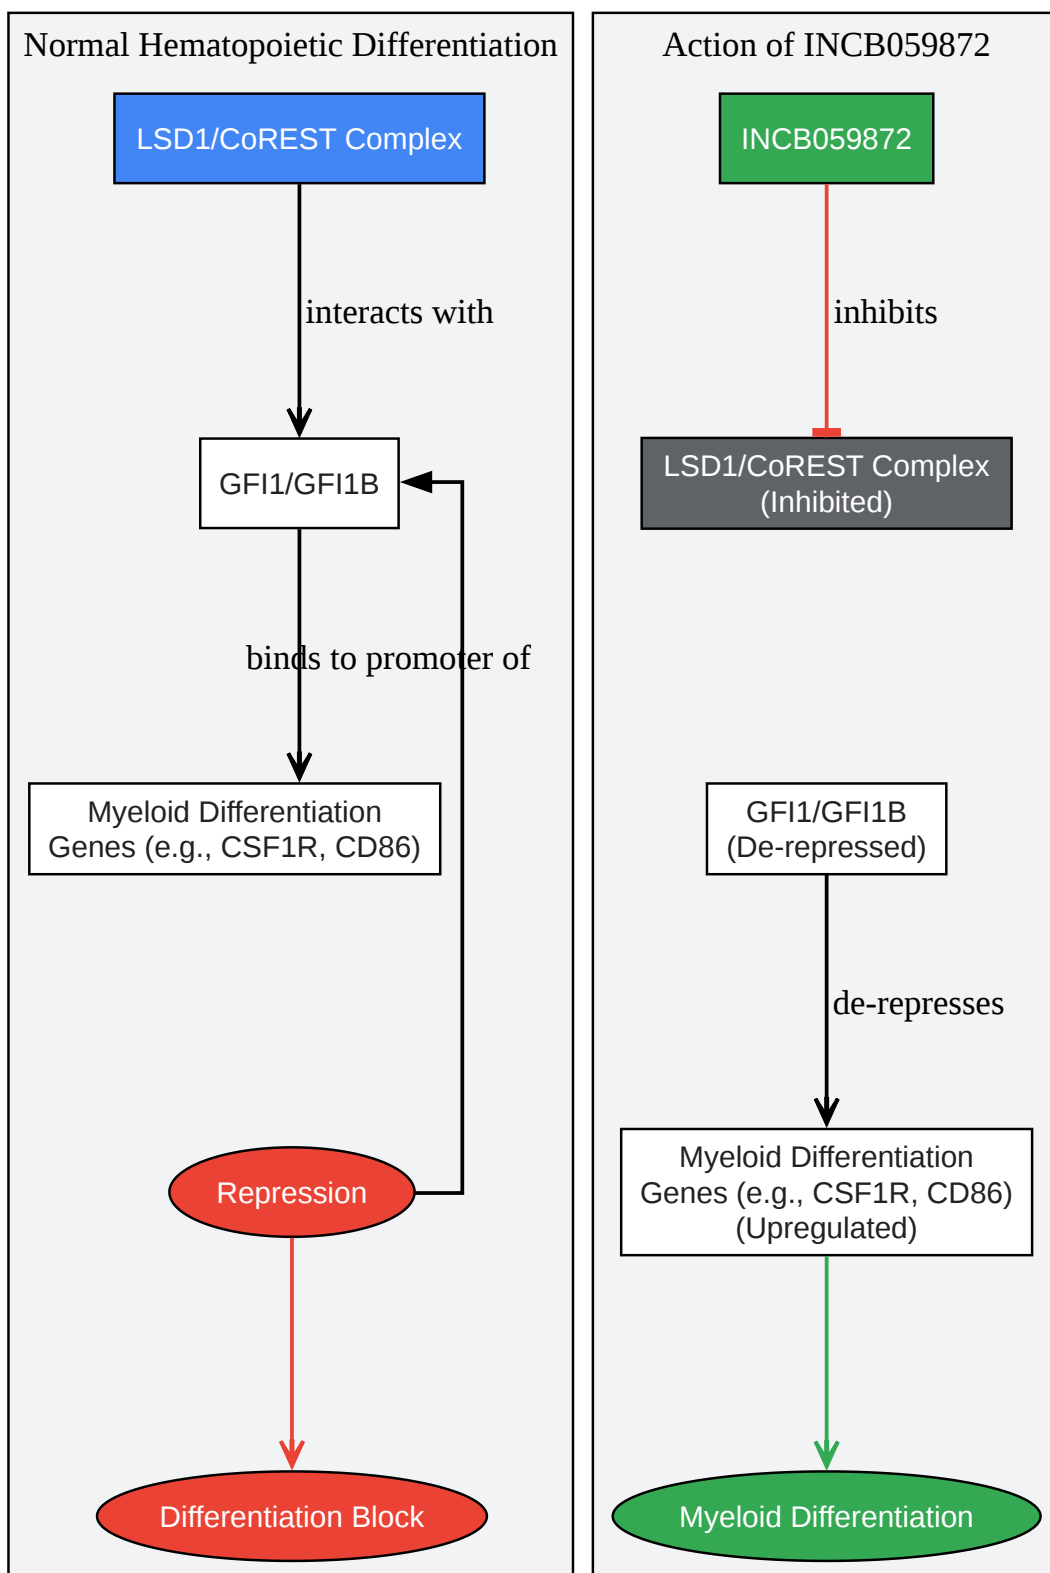 Normal Hematopoietic Differentiation
LSD1/CoREST Complex
interacts with
GFI1/GFI1B
binds to promoter of
Myeloid Differentiation
Genes (e.g., CSF1R, CD86)
Repression
Differentiation Block
Action of INCB059872
INCB059872
inhibits
LSD1/CoREST Complex
(Inhibited)
GFI1/GFI1B
(De-repressed)
de-represses
Myeloid Differentiation
Genes (e.g., CSF1R, CD86)
(Upregulated)
Myeloid Differentiation